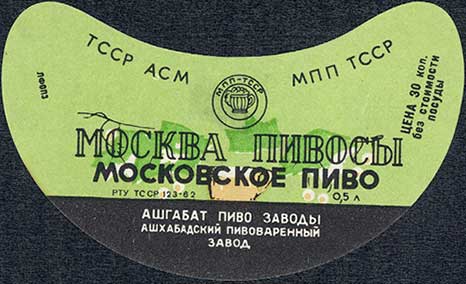 ТССР АСМ
МПП-ТССР
МПП ТССР
ЦЕНА 30 коп.
без стоимости
посуды
МОСКВА ПИВОСЫ
МОСКОВСКОЕ ПИВО
РТУ ТССР 123-62
0,5 л
АШГАБАТ ПИВО ЗАВОДЫ
АШХАБАДСКИЙ ПИВОВАРЕННЫЙ
ЗАВОД